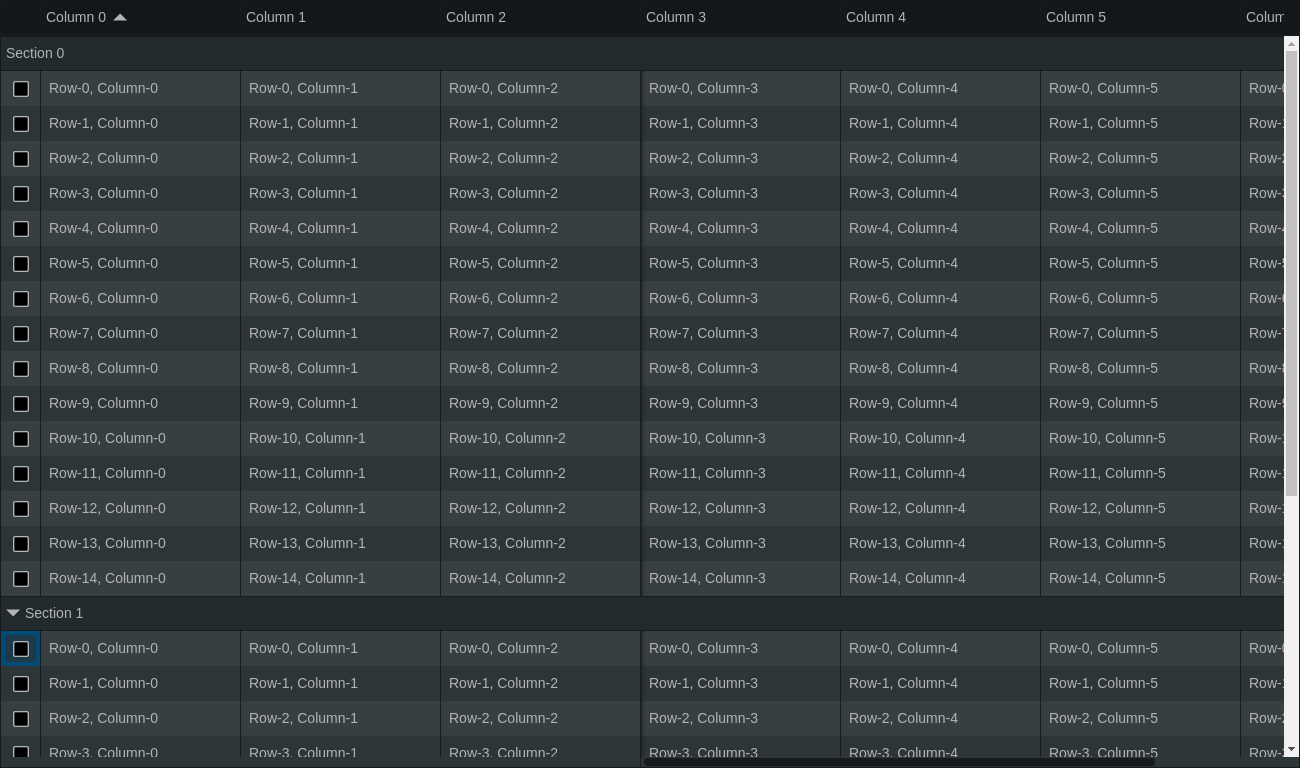 Column 0 Column 1 Column 2 Column 3 Column 4 Column 5 Colum
Section 0
Row-0, Column-0 Row-0, Column-1 Row-0, Column-2 Row-0, Column-3 Row-0, Column-4 Row-0, Column-5 Row-
Row-1, Column-0 Row-1, Column-1 Row-1, Column-2 Row-1, Column-3 Row-1, Column-4 Row-1, Column-5 Row-
Row-2, Column-0 Row-2, Column-1 Row-2, Column-2 Row-2, Column-3 Row-2, Column-4 Row-2, Column-5 Row-
Row-3, Column-0 Row-3, Column-1 Row-3, Column-2 Row-3, Column-3 Row-3, Column-4 Row-3, Column-5 Row-
Row-4, Column-0 Row-4, Column-1 Row-4, Column-2 Row-4, Column-3 Row-4, Column-4 Row-4, Column-5 Row-
Row-5, Column-0 Row-5, Column-1 Row-5, Column-2 Row-5, Column-3 Row-5, Column-4 Row-5, Column-5 Row-
Row-6, Column-0 Row-6, Column-1 Row-6, Column-2 Row-6, Column-3 Row-6, Column-4 Row-6, Column-5 Row-
Row-7, Column-0 Row-7, Column-1 Row-7, Column-2 Row-7, Column-3 Row-7, Column-4 Row-7, Column-5 Row-
Row-8, Column-0 Row-8, Column-1 Row-8, Column-2 Row-8, Column-3 Row-8, Column-4 Row-8, Column-5 Row-
Row-9, Column-0 Row-9, Column-1 Row-9, Column-2 Row-9, Column-3 Row-9, Column-4 Row-9, Column-5 Row-
Row-10, Column-0 Row-10, Column-1 Row-10, Column-2 Row-10, Column-3 Row-10, Column-4 Row-10, Column-5 Row-
Row-11, Column-0 Row-11, Column-1 Row-11, Column-2 Row-11, Column-3 Row-11, Column-4 Row-11, Column-5 Row-
Row-12, Column-0 Row-12, Column-1 Row-12, Column-2 Row-12, Column-3 Row-12, Column-4 Row-12, Column-5 Row-
Row-13, Column-0 Row-13, Column-1 Row-13, Column-2 Row-13, Column-3 Row-13, Column-4 Row-13, Column-5 Row-
Row-14, Column-0 Row-14, Column-1 Row-14, Column-2 Row-14, Column-3 Row-14, Column-4 Row-14, Column-5 Row-
Section 1
Row-0, Column-0 Row-0, Column-1 Row-0, Column-2 Row-0, Column-3 Row-0, Column-4 Row-0, Column-5 Row-
Row-1, Column-0 Row-1, Column-1 Row-1, Column-2 Row-1, Column-3 Row-1, Column-4 Row-1, Column-5 Row-
Row-2, Column-0 Row-2, Column-1 Row-2, Column-2 Row-2, Column-3 Row-2, Column-4 Row-2, Column-5 Row-
Row-3, Column-0 Row-3, Column-1 Row-3, Column-2 Row-3, Column-3 Row-3, Column-4 Row-3, Column-5 Row-